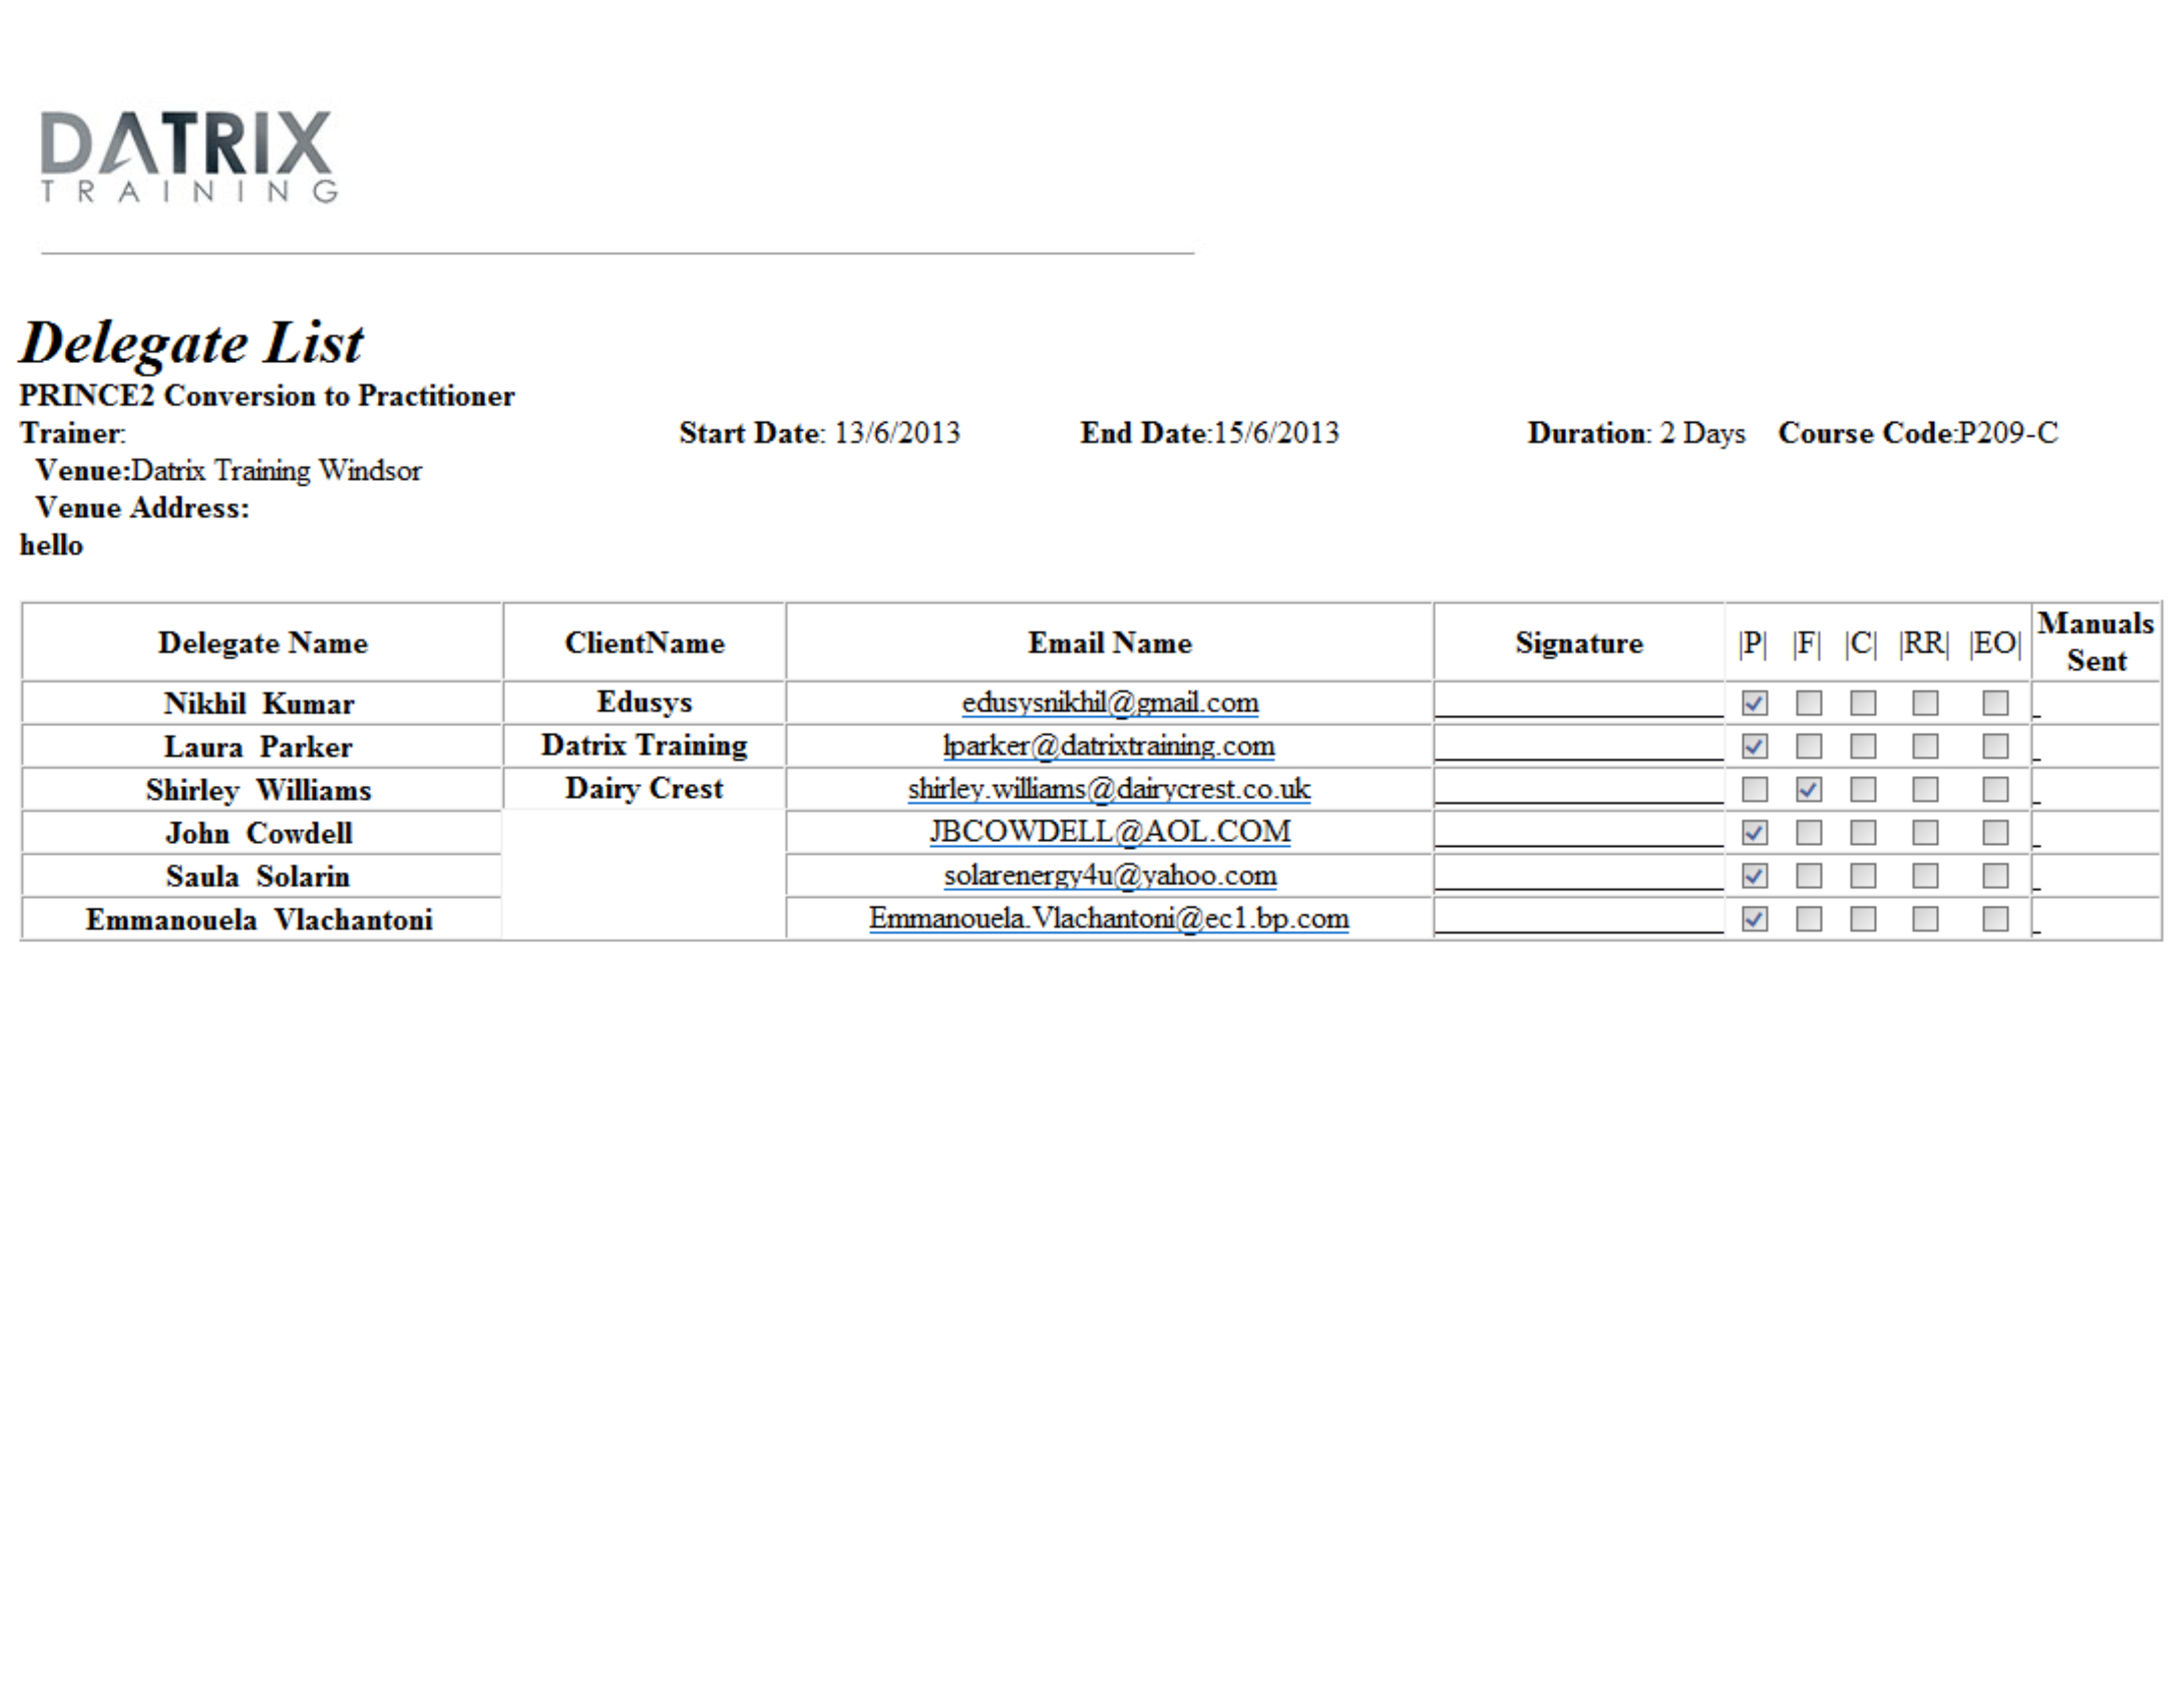 DATRIX
TRAINING
Delegate List
PRINCE2 Conversion to Practitioner
Trainer: Start Date: 13/6/2013 End Date:15/6/2013 Duration: 2 Days Course Code:P209-C
Venue:Datrix Training Windsor
Venue Address:
hello
Delegate Name ClientName Email Name Signature |P| |F| |C| |RR| |EO| Manuals Sent
Nikhil Kumar Edusys edusysnikhil@gmail.com
Laura Parker Datrix Training lparker@datrixtraining.com
Shirley Williams Dairy Crest shirley.williams@dairycrest.co.uk
John Cowdell JBCOWDELL@AOL.COM
Saula Solarin solarenergy4u@yahoo.com
Emmanouela Vlachantoni Emmanouela.Vlachantoni@ec1.bp.com